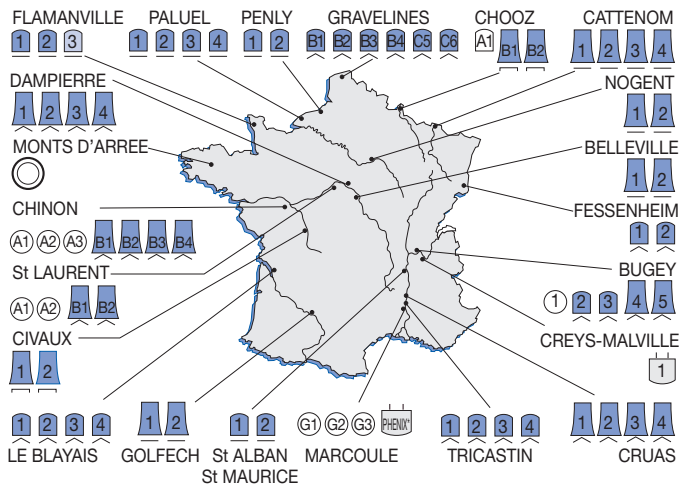 FLAMANVILLE PALUEL PENLY GRAVELINES CHOOZ CATTENOM
1 2 3 1 2 3 4 1 2 B1 B2 B3 B4 C5 C6 A1 B1 B2 1 2 3 4
DAMPIERRE NOGENT
1 2 3 4 1 2
MONTS D'ARREE BELLEVILLE
1 2
CHINON FESSENHEIM
A1 A2 A3 B1 B2 B3 B4 1 2
St LAURENT BUGEY
A1 A2 B1 B2 1 2 3 4 5
CIVAUX CREYS-MALVILLE
1 2 1
1 2 3 4 1 2 1 2 G1 G2 G3 PHENIX* 1 2 3 4 1 2 3 4
LE BLAYAIS GOLFECH St ALBAN MARCOULE TRICASTIN CRUAS
St MAURICE